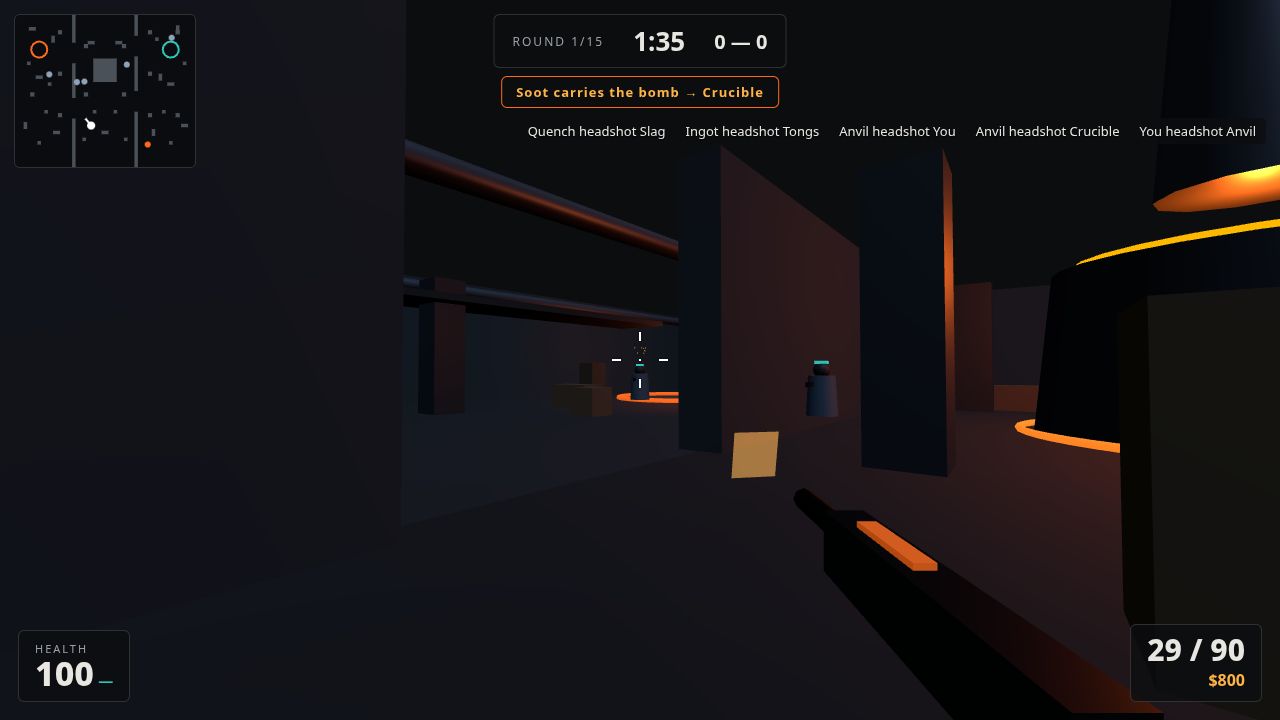 ROUND 1/15 1:35 0 — 0
Soot carries the bomb → Crucible
Quench headshot Slag Ingot headshot Tongs Anvil headshot You Anvil headshot Crucible You headshot Anvil
HEALTH
100 —
29 / 90
$800